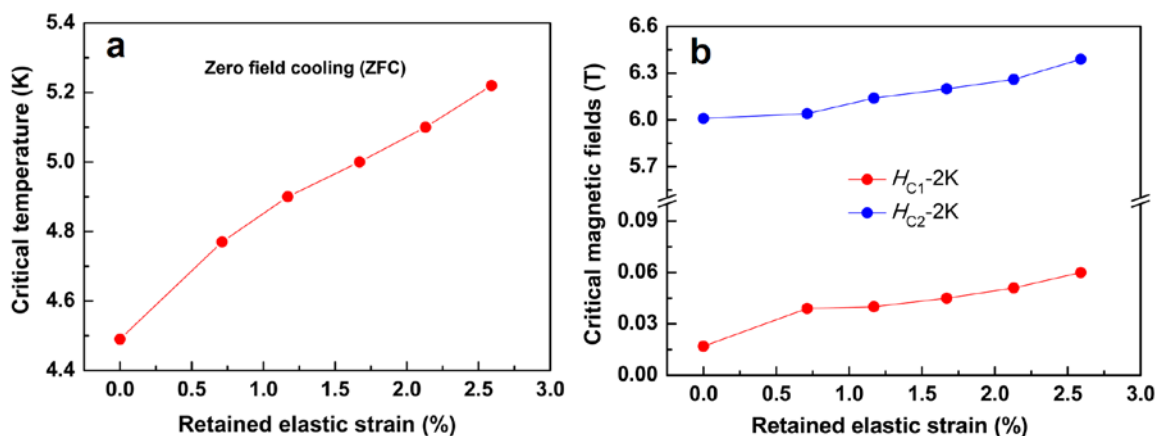 a
Zero field cooling (ZFC)
Critical temperature (K)
5.4
5.2
5.0
4.8
4.6
4.4
0.0 0.5 1.0 1.5 2.0 2.5 3.0
Retained elastic strain (%)
b
Critical magnetic fields (T)
6.6
6.3
6.0
5.7
0.09
0.06
0.03
0.00
HC1-2K
HC2-2K
0.0 0.5 1.0 1.5 2.0 2.5 3.0
Retained elastic strain (%)